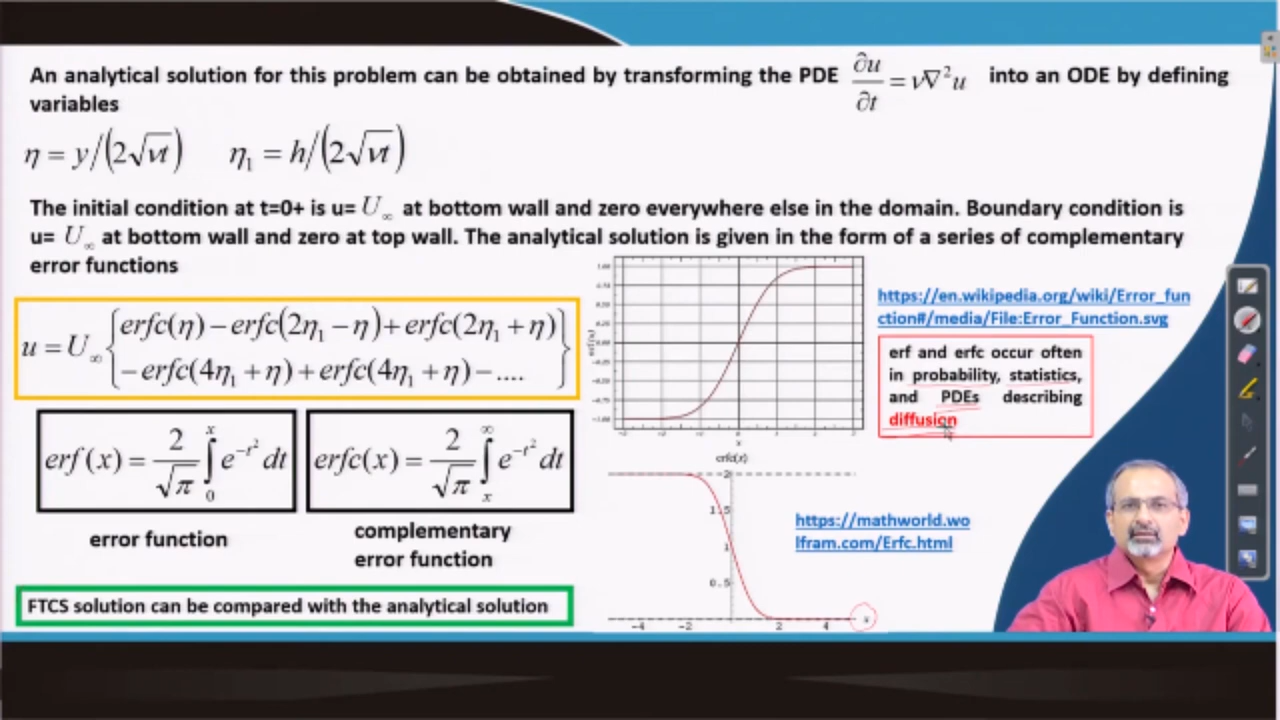 An analytical solution for this problem can be obtained by transforming the PDE ∂u/∂t = ν∇²u into an ODE by defining
variables
η = y/(2√νt) η₁ = h/(2√νt)
The initial condition at t=0+ is u= U∞ at bottom wall and zero everywhere else in the domain. Boundary condition is
u= U∞ at bottom wall and zero at top wall. The analytical solution is given in the form of a series of complementary
error functions
u = U∞ { erfc(η) − erfc(2η₁ − η) + erfc(2η₁ + η)
− erfc(4η₁ + η) + erfc(4η₁ + η) − .... }
erf(x) = 2/√π ∫₀ˣ e^−t² dt
error function
erfc(x) = 2/√π ∫ₓ^∞ e^−t² dt
complementary
error function
FTCS solution can be compared with the analytical solution
1.00
erf(x)
x
https://en.wikipedia.org/wiki/Error_fun
ction#/media/File:Error_Function.svg
erf and erfc occur often
in probability, statistics,
and PDEs describing
diffusion
erfc(x)
2
1.5
1
0.5
-4 -2 2 4 x
https://mathworld.wo
lfram.com/Erfc.html